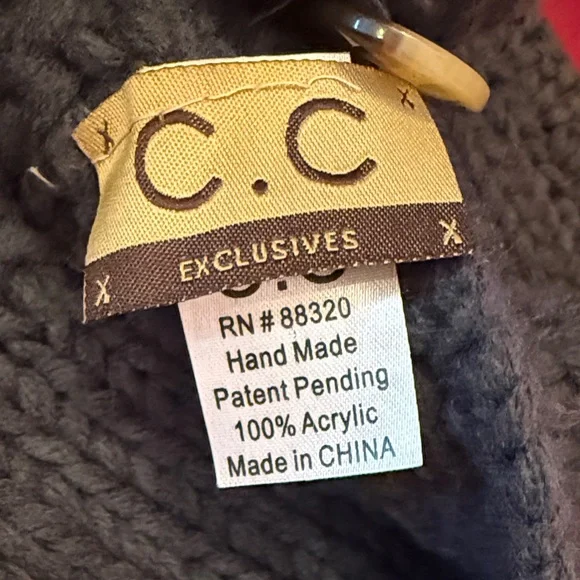 C.C
EXCLUSIVES
RN # 88320
Hand Made
Patent Pending
100% Acrylic
Made in CHINA